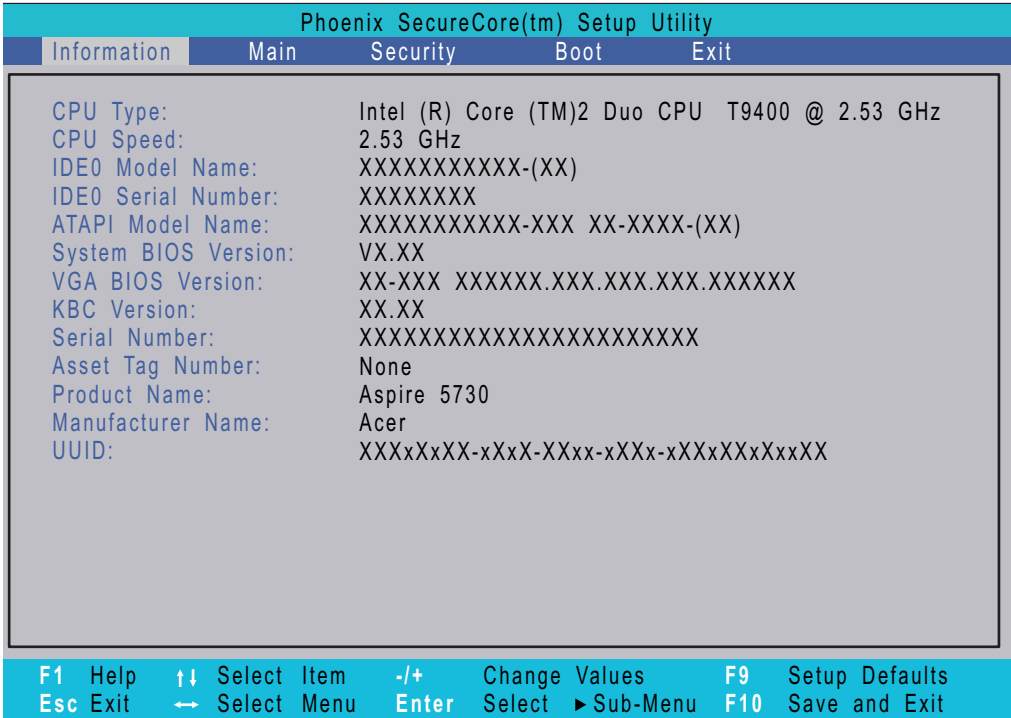 Phoenix SecureCore(tm) Setup Utility
Information Main Security Boot Exit
CPU Type: Intel (R) Core (TM)2 Duo CPU T9400 @ 2.53 GHz
CPU Speed: 2.53 GHz
IDE0 Model Name: XXXXXXXXXXX-(XX)
IDE0 Serial Number: XXXXXXXX
ATAPI Model Name: XXXXXXXXXXX-XXX XX-XXXX-(XX)
System BIOS Version: VX.XX
VGA BIOS Version: XX-XXX XXXXXX.XXX.XXX.XXX.XXXXXX
KBC Version: XX.XX
Serial Number: XXXXXXXXXXXXXXXXXXXXXXX
Asset Tag Number: None
Product Name: Aspire 5730
Manufacturer Name: Acer
UUID: XXXxXxXX-xXxX-XXxx-xXXx-xXXxXXxXxxXX
F1 Help ↑↓ Select Item -/+ Change Values F9 Setup Defaults
Esc Exit ↔ Select Menu Enter Select ►Sub-Menu F10 Save and Exit